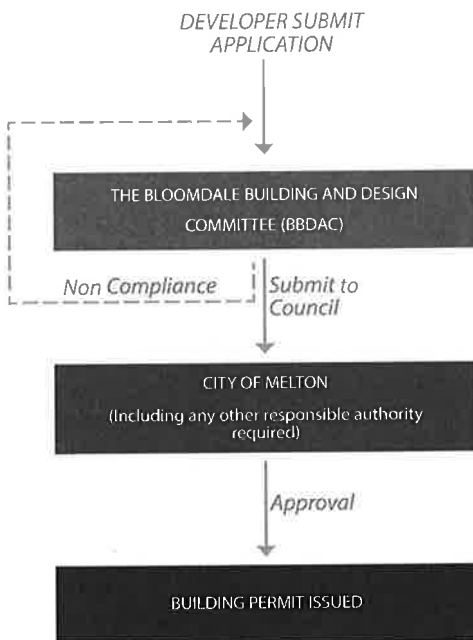 DEVELOPER SUBMIT
APPLICATION
THE BLOOMDALE BUILDING AND DESIGN
COMMITTEE (BBDAC)
Non Compliance
Submit to
Council
CITY OF MELTON
(Including any other responsible authority
required)
Approval
BUILDING PERMIT ISSUED